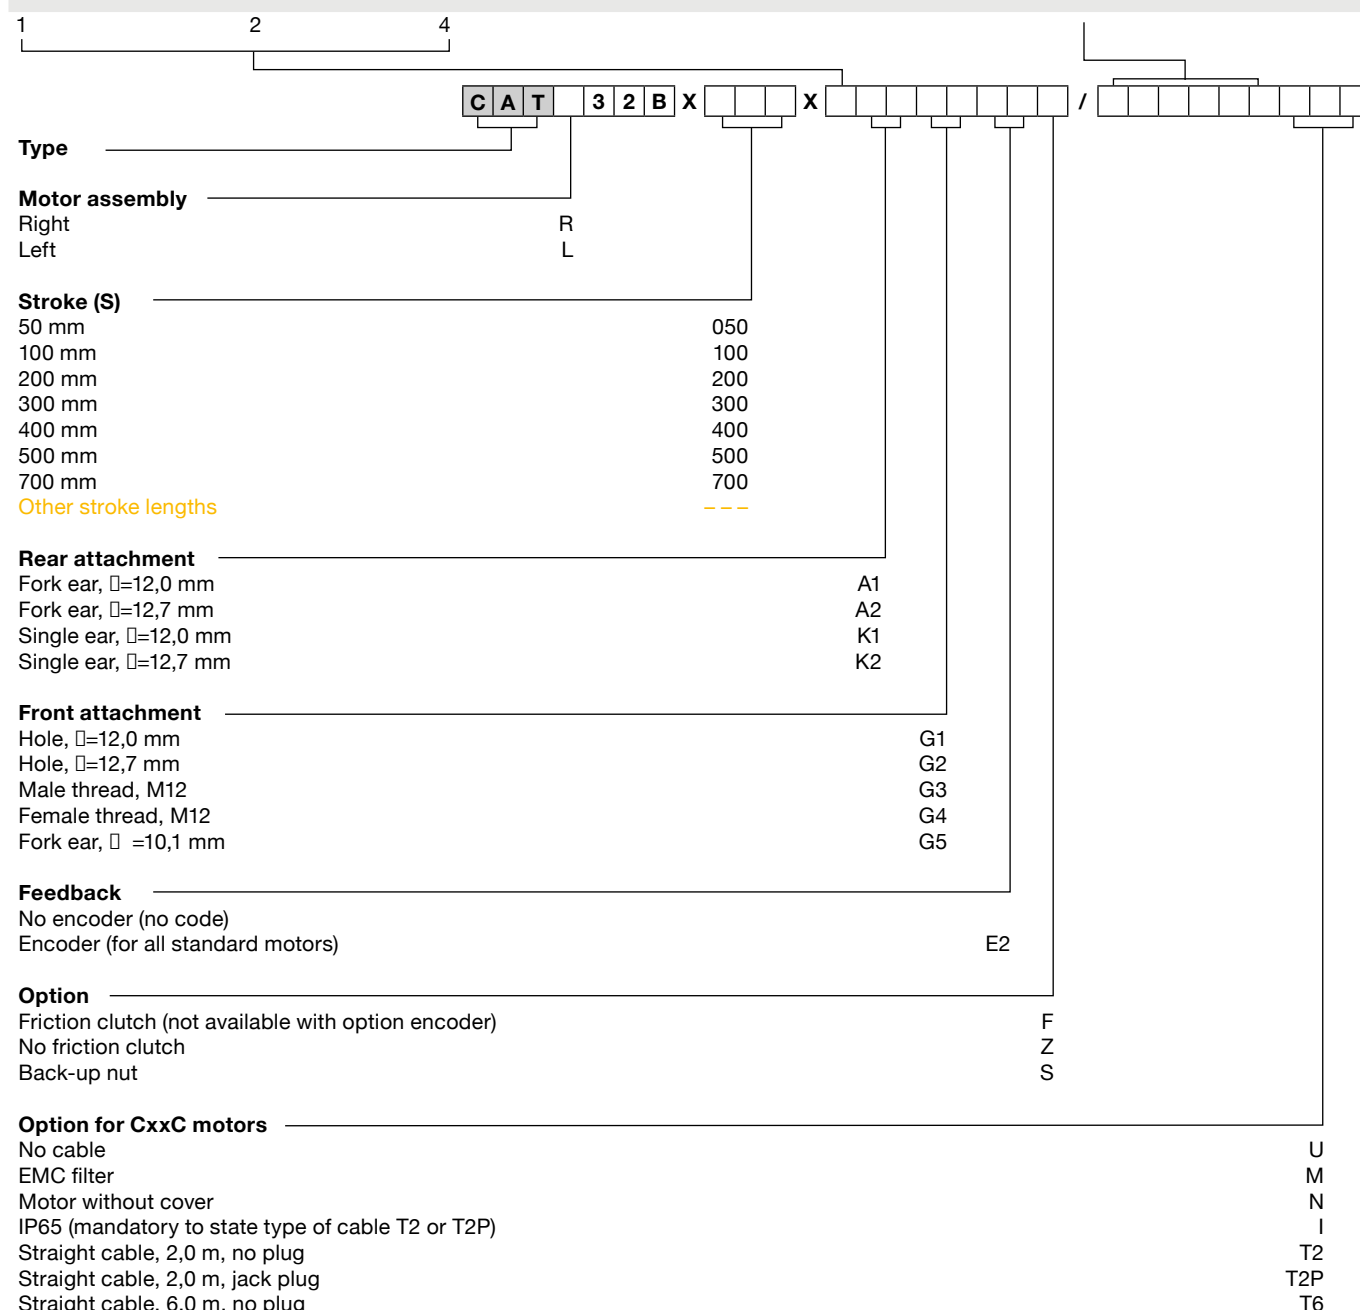 1 2 4
C A T 3 2 B X X /
Type
Motor assembly
Right R
Left L
Stroke (S)
50 mm 050
100 mm 100
200 mm 200
300 mm 300
400 mm 400
500 mm 500
700 mm 700
Other stroke lengths – – –
Rear attachment
Fork ear, ▯=12,0 mm A1
Fork ear, ▯=12,7 mm A2
Single ear, ▯=12,0 mm K1
Single ear, ▯=12,7 mm K2
Front attachment
Hole, ▯=12,0 mm G1
Hole, ▯=12,7 mm G2
Male thread, M12 G3
Female thread, M12 G4
Fork ear, ▯ =10,1 mm G5
Feedback
No encoder (no code)
Encoder (for all standard motors) E2
Option
Friction clutch (not available with option encoder) F
No friction clutch Z
Back-up nut S
Option for CxxC motors
No cable U
EMC filter M
Motor without cover N
IP65 (mandatory to state type of cable T2 or T2P) I
Straight cable, 2,0 m, no plug T2
Straight cable, 2,0 m, jack plug T2P
Straight cable, 6,0 m, no plug T6